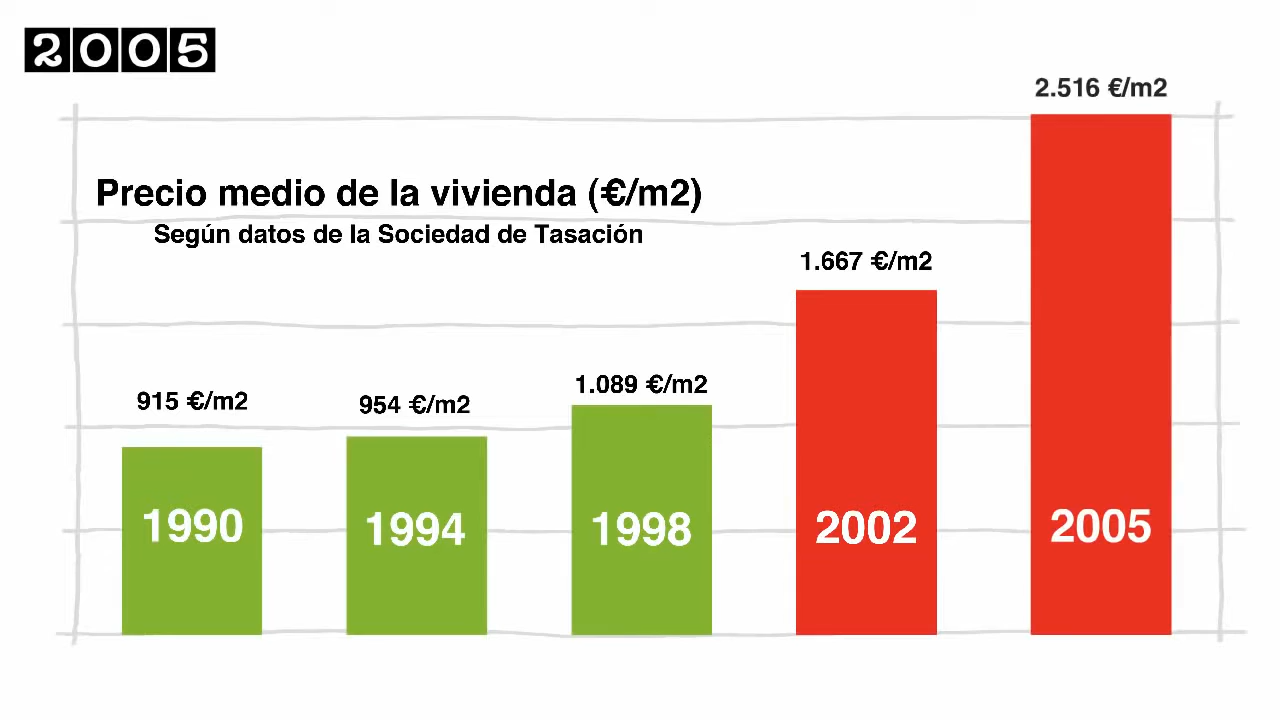 2005
2.516 €/m2
Precio medio de la vivienda (€/m2)
Según datos de la Sociedad de Tasación
1.667 €/m2
1.089 €/m2
915 €/m2
954 €/m2
1990
1994
1998
2002
2005